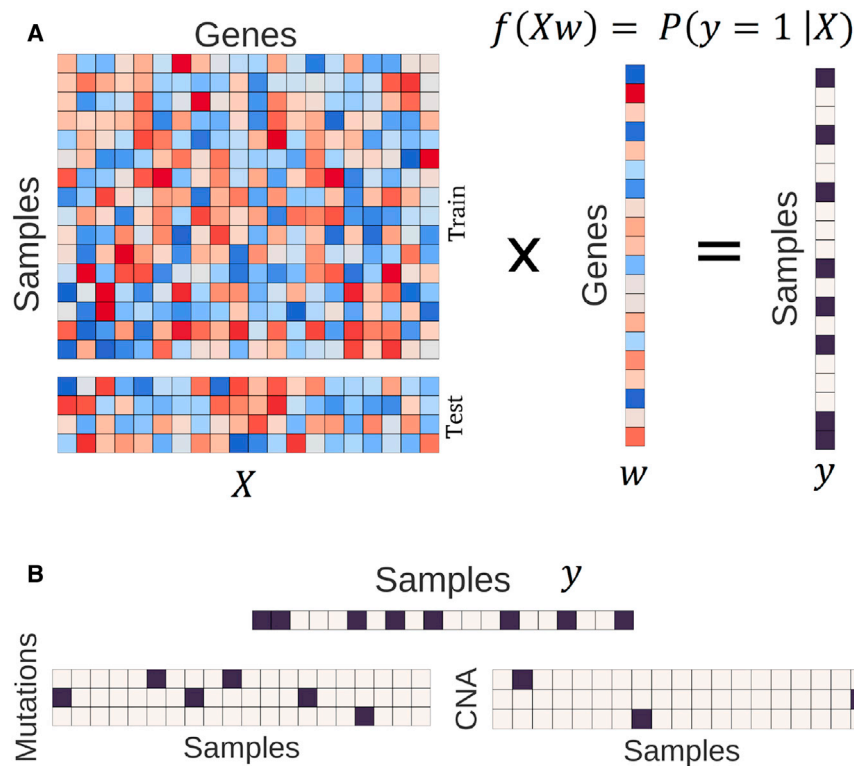 A
Genes
f(Xw) = P(y = 1 |X)
Samples
Train
Test
X
x
Genes
w
=
Samples
y
B
Samples y
Mutations
Samples
CNA
Samples